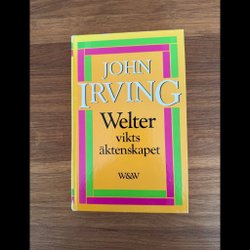 JOHN
IRVING
Welter
vikts
äktenskapet
W&W